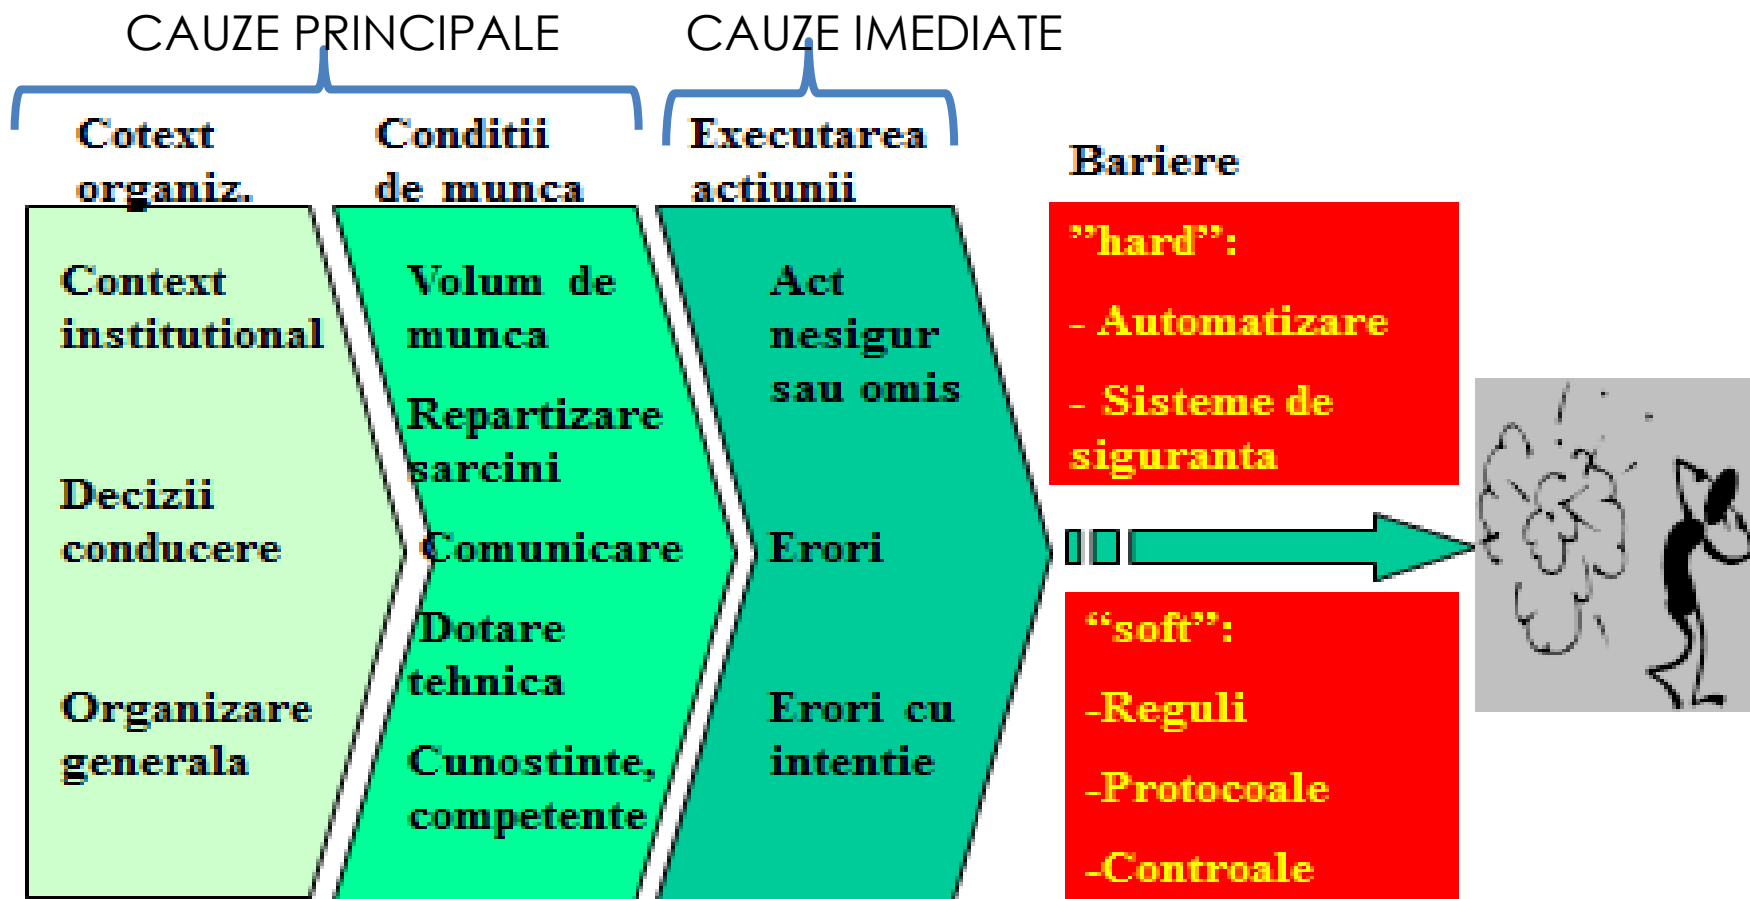 CAUZE PRINCIPALE
CAUZE IMEDIATE
Cotext
organiz.
Conditii
de munca
Executarea
actiunii
Bariere
Context
institutional
Decizii
conducere
Organizare
generala
Volum de
munca
Repartizare
sarcini
Comunicare
Dotare
tehnica
Cunostinte,
competente
Act
nesigur
sau omis
Erori
Erori cu
intentie
”hard”:
- Automatizare
- Sisteme de
siguranta
“soft”:
-Reguli
-Protocoale
-Controale